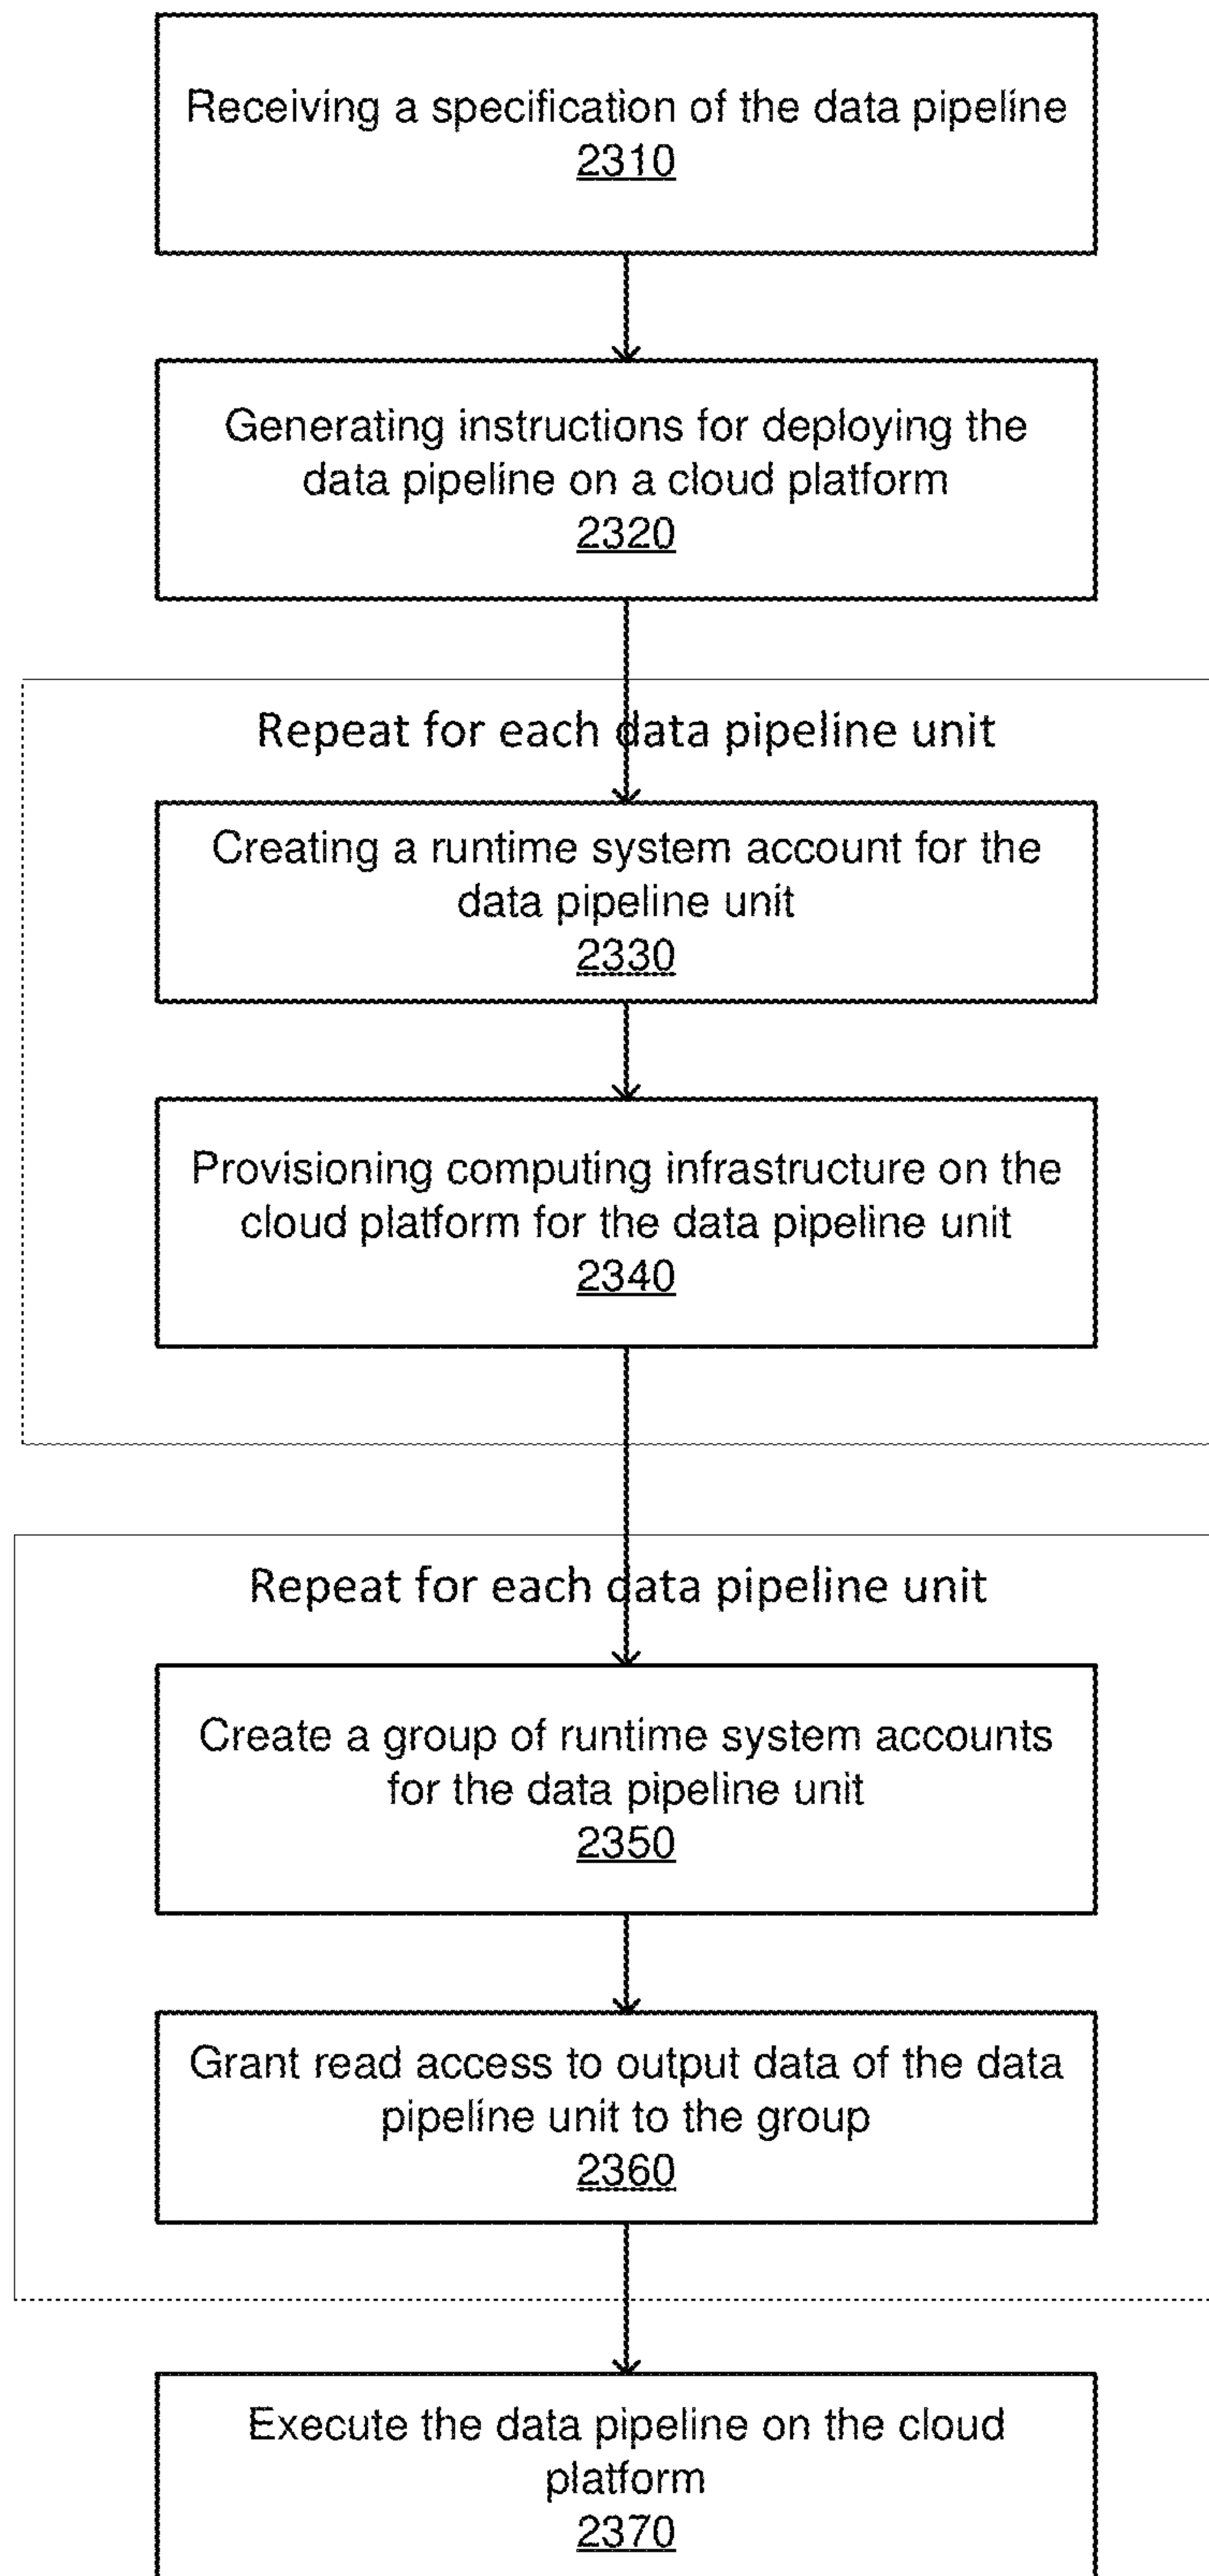 Receiving a specification of the data pipeline
2310
Generating instructions for deploying the
data pipeline on a cloud platform
2320
Repeat for each data pipeline unit
Creating a runtime system account for the
data pipeline unit
2330
Provisioning computing infrastructure on the
cloud platform for the data pipeline unit
2340
Repeat for each data pipeline unit
Create a group of runtime system accounts
for the data pipeline unit
2350
Grant read access to output data of the data
pipeline unit to the group
2360
Execute the data pipeline on the cloud
platform
2370